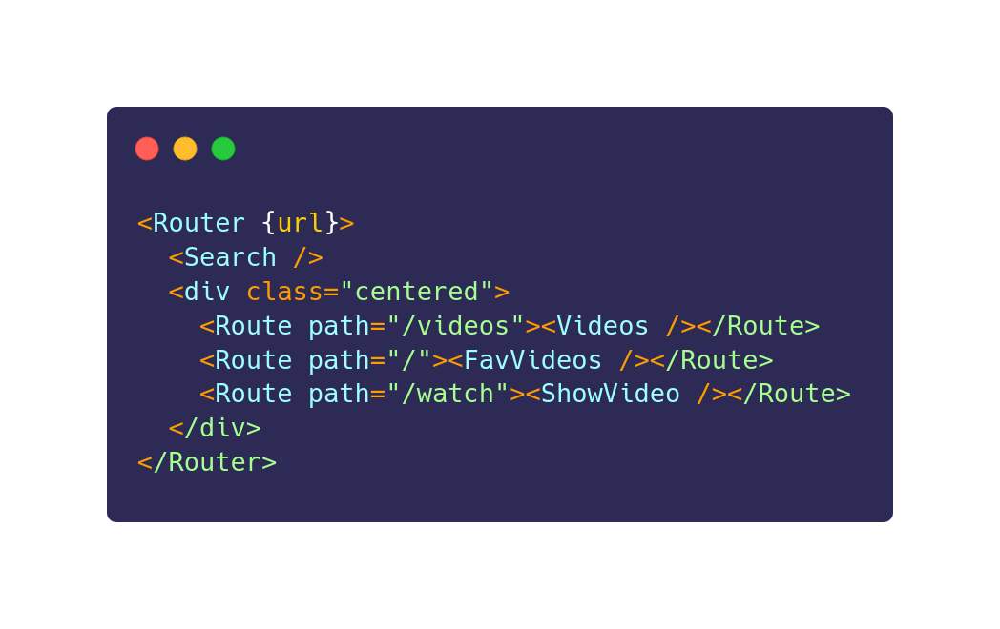 <Router {url}>
  <Search />
  <div class="centered">
    <Route path="/videos"><Videos /></Route>
    <Route path="/"><FavVideos /></Route>
    <Route path="/watch"><ShowVideo /></Route>
  </div>
</Router>